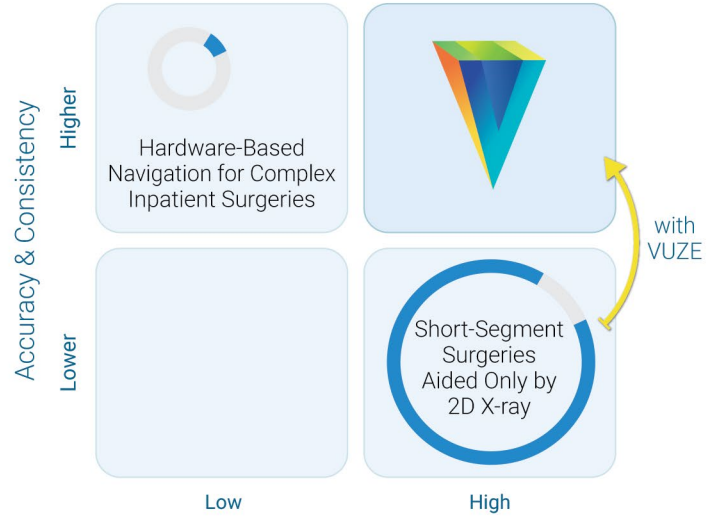 Accuracy & Consistency
Higher
Hardware-Based
Navigation for Complex
Inpatient Surgeries
with
VUZE
Lower
Short-Segment
Surgeries
Aided Only by
2D X-ray
Low
High